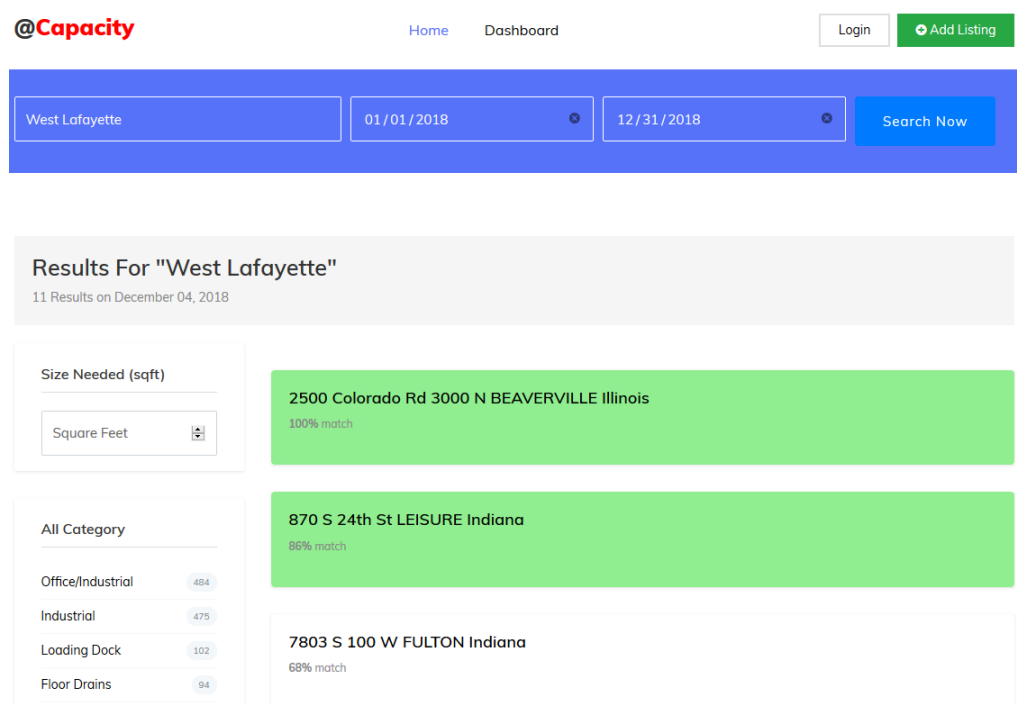 @Capacity
Home
Dashboard
Login
Add Listing
West Lafayette
01/01/2018
12/31/2018
Search Now
Results For "West Lafayette"
11 Results on December 04, 2018
Size Needed (sqft)
Square Feet
All Category
Office/Industrial 484
Industrial 475
Loading Dock 102
Floor Drains 94
2500 Colorado Rd 3000 N BEAVERVILLE Illinois
100% match
870 S 24th St LEISURE Indiana
86% match
7803 S 100 W FULTON Indiana
68% match